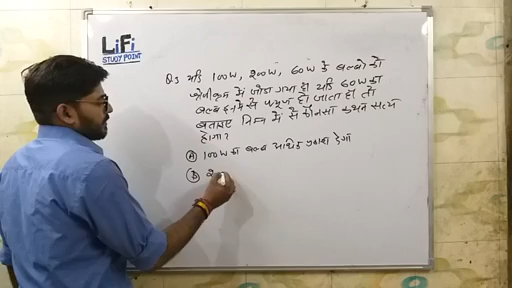 LiFi
STUDY POINT
Q3 यदि 100W, 200W, 60W के बल्बो को
श्रेणीक्रम में जोडा गया हो यदि 60W का
बल्ब इनमे से फ्यूज हो जाता हो तो
बताइए निम्न में से कौनसा कथन सत्य
होगा?
(A) 100W का बल्ब अधिक प्रकाश देगा
(B) 2